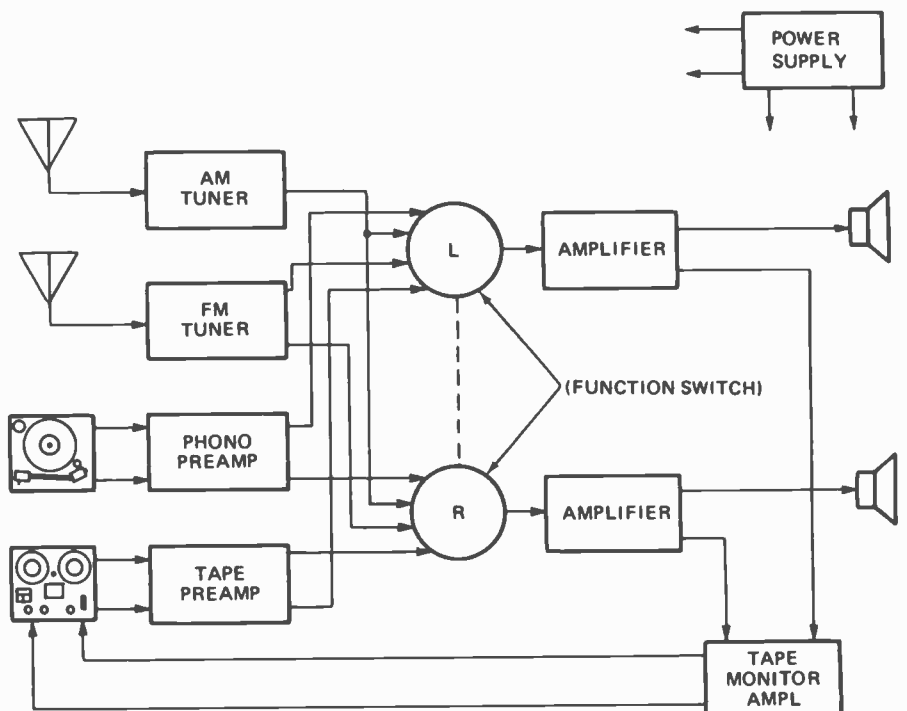 POWER
SUPPLY
AM
TUNER
L
AMPLIFIER
FM
TUNER
(FUNCTION SWITCH)
PHONO
PREAMP
R
AMPLIFIER
TAPE
PREAMP
TAPE
MONITOR
AMPL